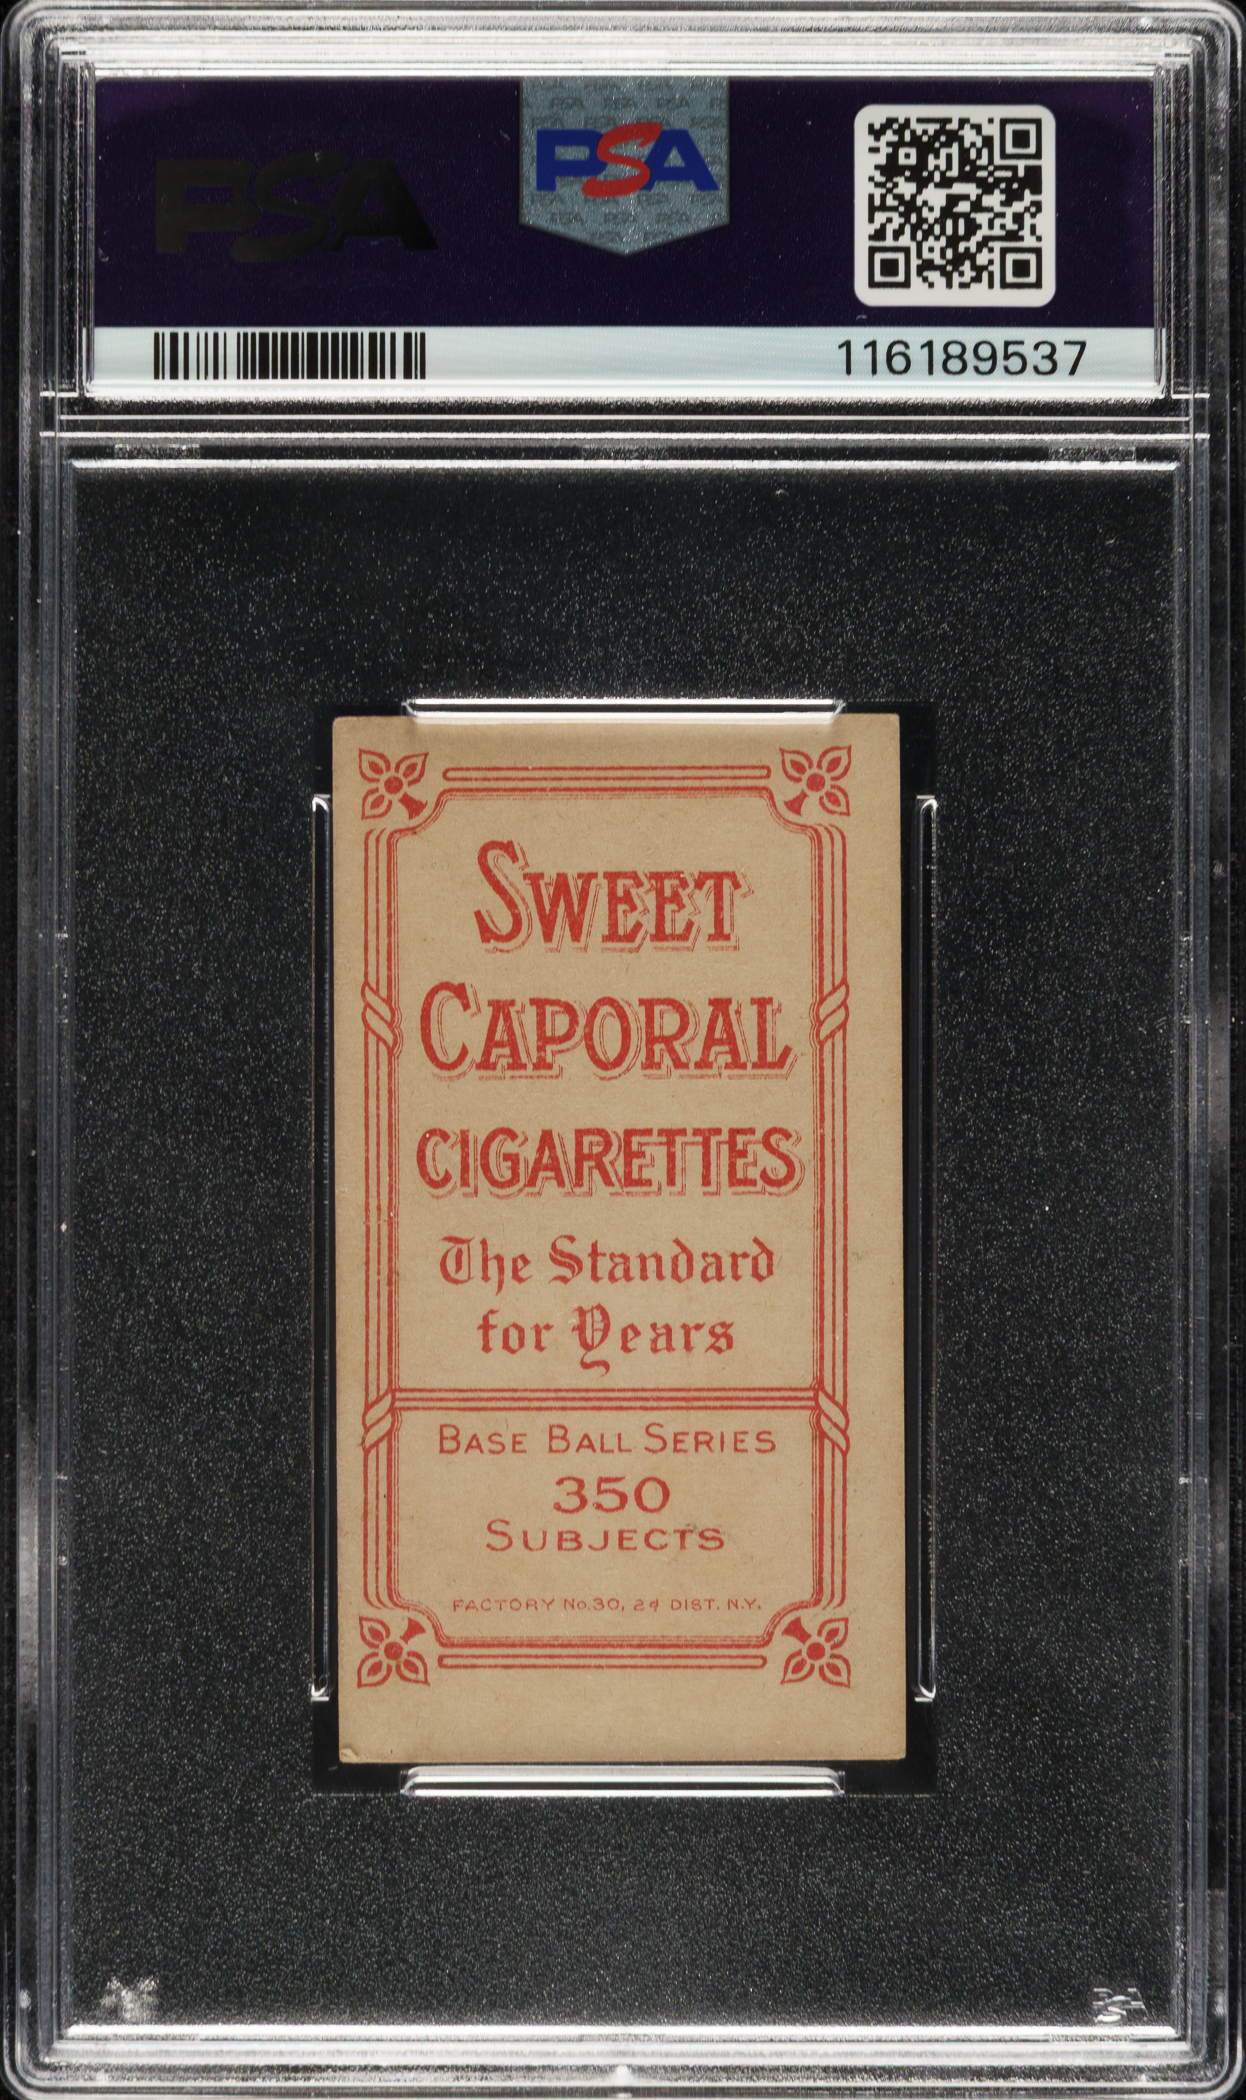 PSA
PSA
116189537
SWEET
CAPORAL
CIGARETTES
The Standard
for Years
BASE BALL SERIES
350
SUBJECTS
FACTORY No. 30, 2d DIST. N.Y.